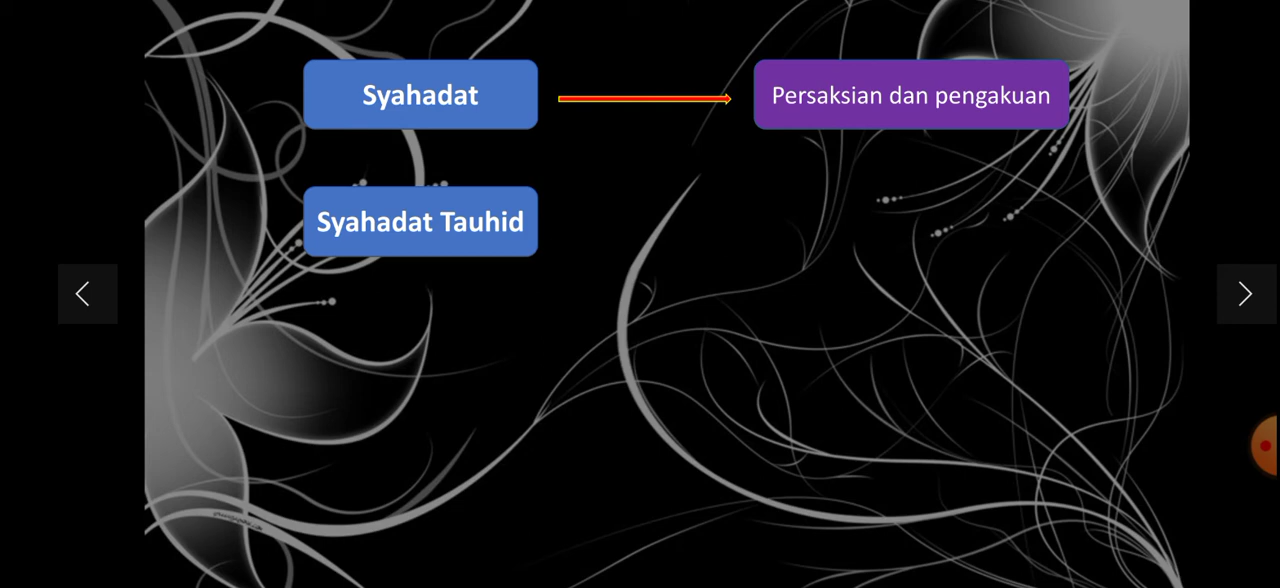 Syahadat
Persaksian dan pengakuan
Syahadat Tauhid